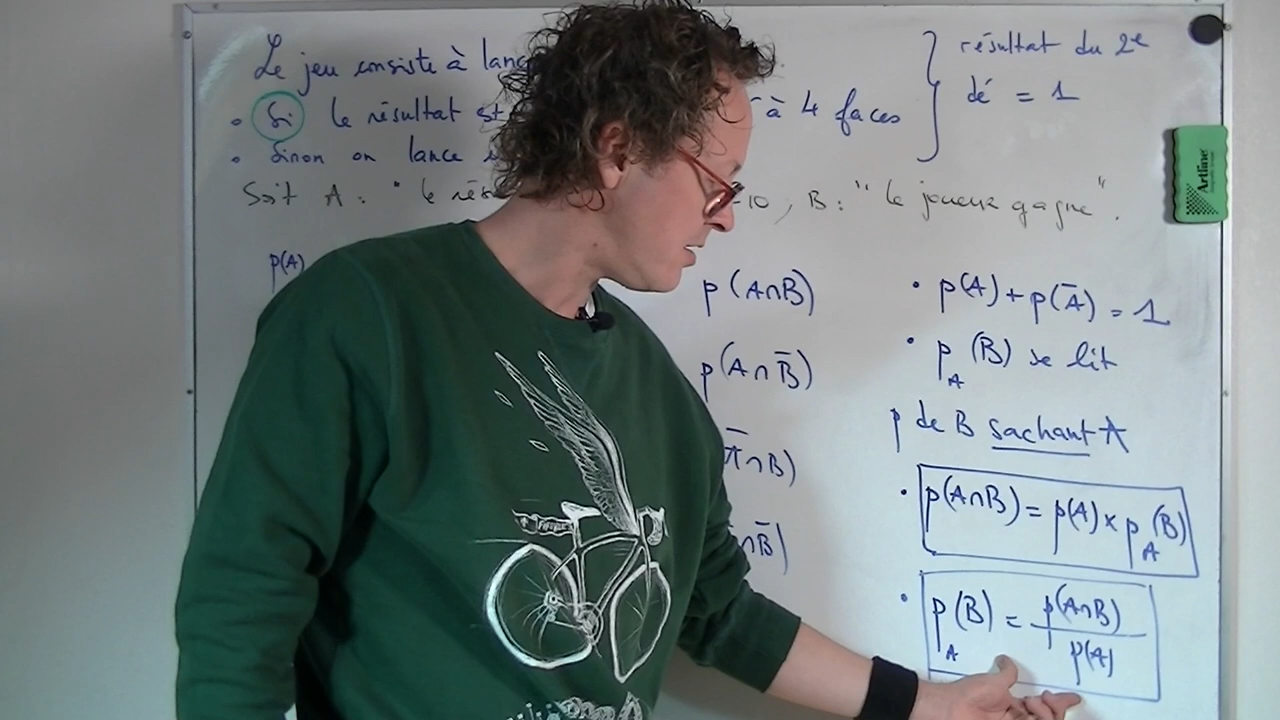 Le jeu consiste à lanc
• Si le résultat est à 4 faces
• Sinon on lance
résultat du 2e
dé = 1
Soit A : " le rés =10, B: " le joueur gagne".
p(A)
p(A∩B)
p(A∩B̅)
A̅∩B)
∩B̅)
• p(A)+p(A̅) = 1
• p_A(B) se lit
p de B sachant A
• p(A∩B) = p(A) × p_A(B)
• p_A(B) = p(A∩B) / p(A)
Artline